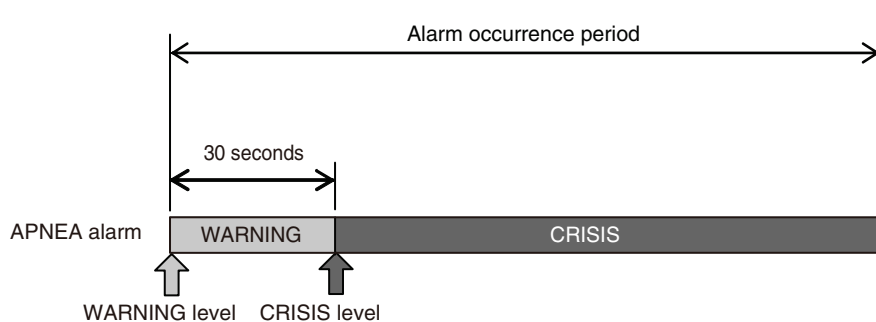 Alarm occurrence period
30 seconds
APNEA alarm
WARNING
CRISIS
WARNING level
CRISIS level